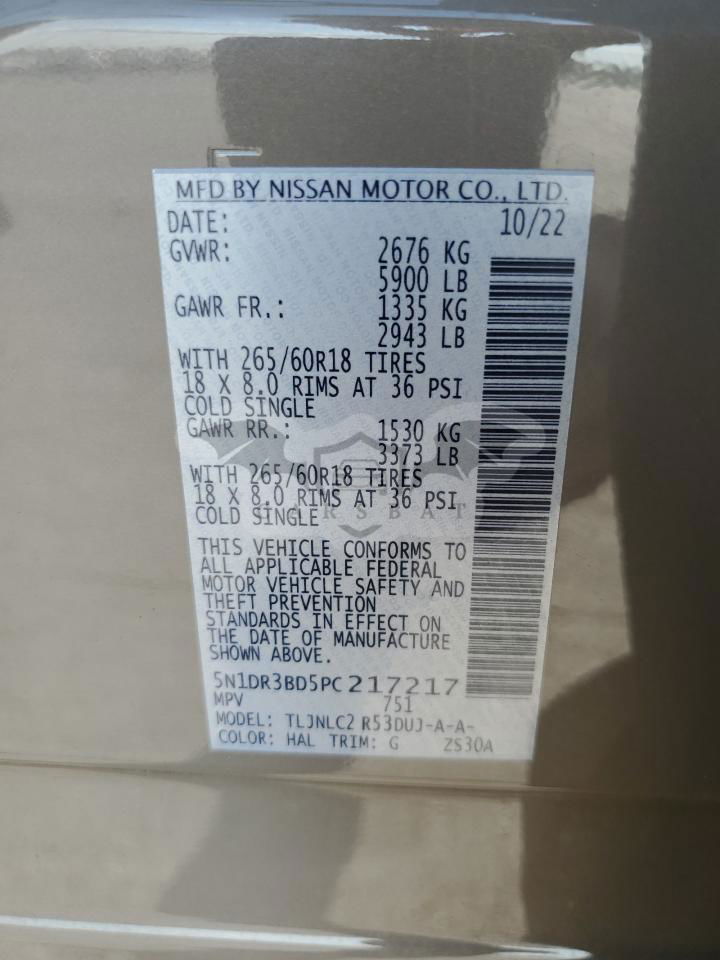 MFD BY NISSAN MOTOR CO., LTD.
DATE: 10/22
GVWR: 2676 KG
5900 LB
GAWR FR.: 1335 KG
2943 LB
WITH 265/60R18 TIRES
18 X 8.0 RIMS AT 36 PSI
COLD SINGLE
GAWR RR.: 1530 KG
3373 LB
WITH 265/60R18 TIRES
18 X 8.0 RIMS AT 36 PSI
COLD SINGLE
CARSBAT
THIS VEHICLE CONFORMS TO
ALL APPLICABLE FEDERAL
MOTOR VEHICLE SAFETY AND
THEFT PREVENTION
STANDARDS IN EFFECT ON
THE DATE OF MANUFACTURE
SHOWN ABOVE.
5N1DR3BD5PC217217
MPV 751
MODEL: TLJNLC2 R53DUJ-A-A-
COLOR: HAL TRIM: G ZS30A